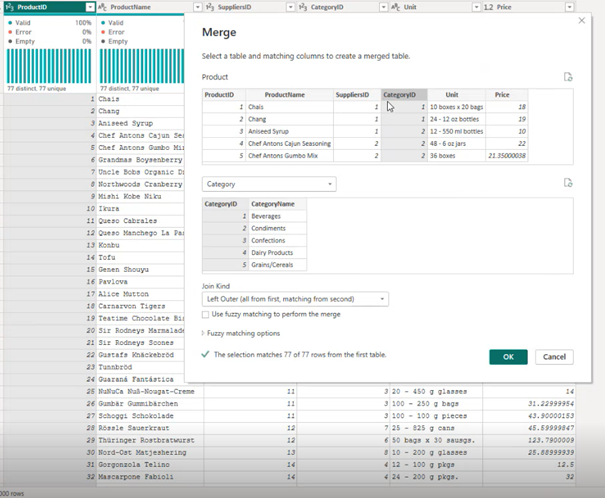 1²3 ProductID AᴮC ProductName 1²3 SuppliersID 1²3 CategoryID AᴮC Unit 1.2 Price
Valid 100% Valid
Error 0% Error
Empty 0% Empty
77 distinct, 77 unique 77 distinct, 77 unique
1 Chais
2 Chang
3 Aniseed Syrup
4 Chef Antons Cajun Se
5 Chef Antons Gumbo Mi
6 Grandmas Boysenberry
7 Uncle Bobs Organic D
8 Northwoods Cranberry
9 Mishi Kobe Niku
10 Ikura
11 Queso Cabrales
12 Queso Manchego La Pa
13 Konbu
14 Tofu
15 Genen Shouyu
16 Pavlova
17 Alice Mutton
18 Carnarvon Tigers
19 Teatime Chocolate Bi
20 Sir Rodneys Marmalad
21 Sir Rodneys Scones
22 Gustafs Knäckebröd
23 Tunnbröd
24 Guaraná Fantástica
25 NuNuCa Nuß-Nougat-Creme 11 3 20 - 450 g glasses 14
26 Gumbär Gummibärchen 11 3 100 - 250 g bags 31.22999954
27 Schoggi Schokolade 11 3 100 - 100 g pieces 43.90000153
28 Rössle Sauerkraut 12 7 25 - 825 g cans 45.59999847
29 Thüringer Rostbratwurst 12 6 50 bags x 30 sausgs. 123.7900009
30 Nord-Ost Matjeshering 13 8 10 - 200 g glasses 25.88999939
31 Gorgonzola Telino 14 4 12 - 100 g pkgs 12.5
32 Mascarpone Fabioli 14 4 24 - 200 g pkgs. 32
000 rows
Merge
Select a table and matching columns to create a merged table.
Product
ProductID ProductName SuppliersID CategoryID Unit Price
1 Chais 1 1 10 boxes x 20 bags 18
2 Chang 1 1 24 - 12 oz bottles 19
3 Aniseed Syrup 1 2 12 - 550 ml bottles 10
4 Chef Antons Cajun Seasoning 2 2 48 - 6 oz jars 22
5 Chef Antons Gumbo Mix 2 2 36 boxes 21.35000038
Category
CategoryID CategoryName
1 Beverages
2 Condiments
3 Confections
4 Dairy Products
5 Grains/Cereals
Join Kind
Left Outer (all from first, matching from second)
Use fuzzy matching to perform the merge
Fuzzy matching options
The selection matches 77 of 77 rows from the first table.
OK Cancel